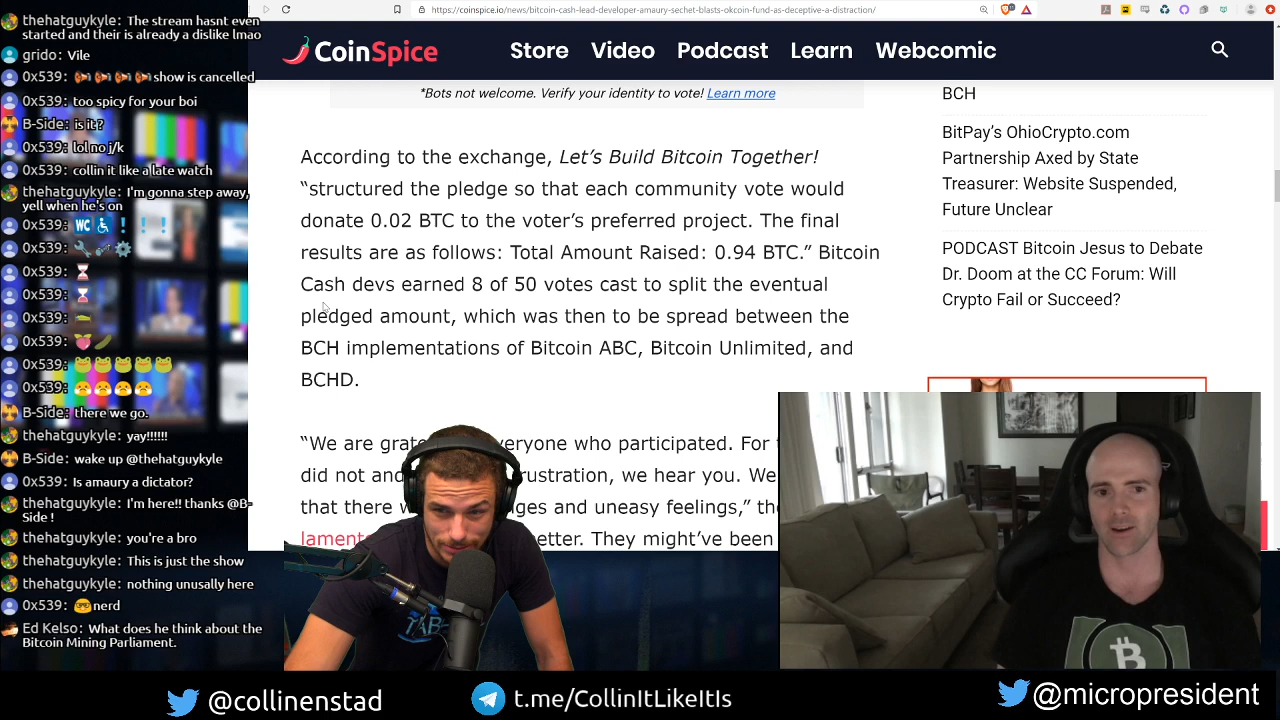 thehatguykyle: The stream hasnt even
started and their is already a dislike lmao
grido: Vile
0x539: show is cancelled
0x539: too spicy for your boi
B-Side: is it?
0x539: lol no j/k
0x539: collin it like a late watch
thehatguykyle: I'm gonna step away,
yell when he's on
0x539: WC
0x539:
0x539:
0x539:
0x539:
0x539:
0x539:
0x539:
B-Side: there we go.
thehatguykyle: yay!!!!!!
B-Side: wake up @thehatguykyle
0x539: Is amaury a dictator?
thehatguykyle: I'm here!! thanks @B-
Side !
thehatguykyle: you're a bro
thehatguykyle: This is just the show
thehatguykyle: nothing unusally here
0x539: nerd
Ed Kelso: What does he think about the
Bitcoin Mining Parliament.
https://coinspice.io/news/bitcoin-cash-lead-developer-amaury-sechet-blasts-okcoin-fund-as-deceptive-a-distraction/
CoinSpice
Store Video Podcast Learn Webcomic
*Bots not welcome. Verify your identity to vote! Learn more
According to the exchange, Let's Build Bitcoin Together!
“structured the pledge so that each community vote would
donate 0.02 BTC to the voter's preferred project. The final
results are as follows: Total Amount Raised: 0.94 BTC.” Bitcoin
Cash devs earned 8 of 50 votes cast to split the eventual
pledged amount, which was then to be spread between the
BCH implementations of Bitcoin ABC, Bitcoin Unlimited, and
BCHD.
“We are everyone who participated. For
did not and we hear you. We
that there and uneasy feelings,”
They might've been
BCH
BitPay's OhioCrypto.com
Partnership Axed by State
Treasurer: Website Suspended,
Future Unclear
PODCAST Bitcoin Jesus to Debate
Dr. Doom at the CC Forum: Will
Crypto Fail or Succeed?
@collinenstad
t.me/CollinItLikeItIs
@micropresident